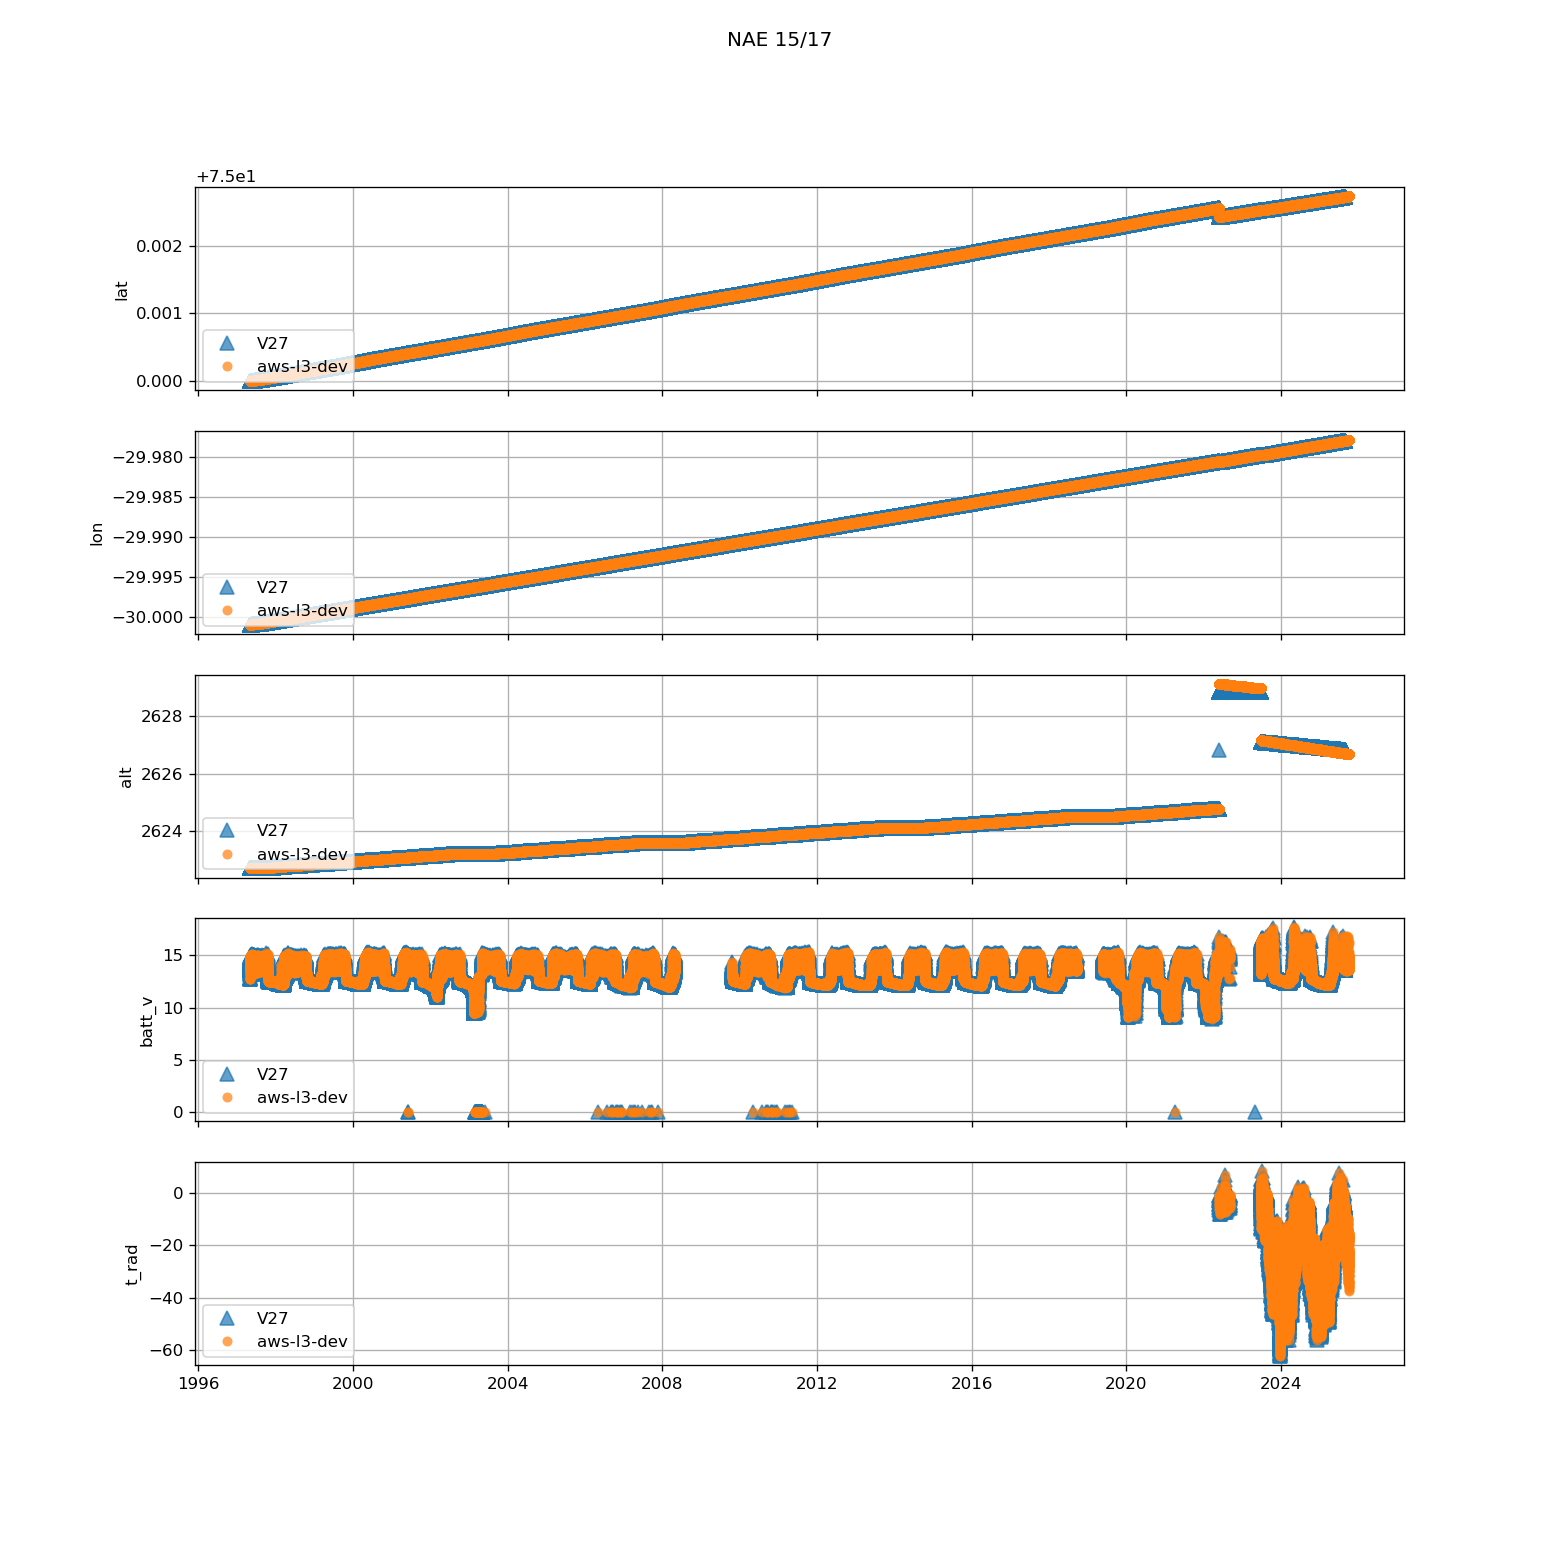 NAE 15/17
+7.5e1
0.002
0.001
0.000
lat
V27
aws-l3-dev
−29.980
−29.985
−29.990
−29.995
−30.000
lon
V27
aws-l3-dev
2628
2626
2624
alt
V27
aws-l3-dev
15
10
5
0
batt_v
V27
aws-l3-dev
0
−20
−40
−60
t_rad
V27
aws-l3-dev
1996 2000 2004 2008 2012 2016 2020 2024